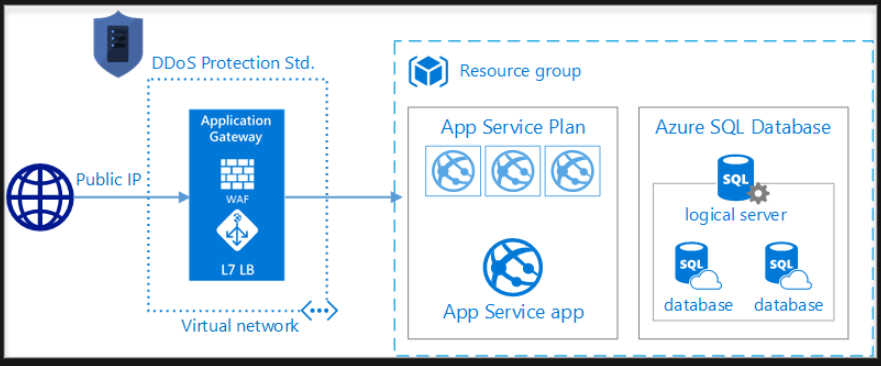 DDoS Protection Std.
Resource group
Application
Gateway
App Service Plan
Azure SQL Database
Public IP
WAF
SQL
logical server
L7 LB
SQL
SQL
App Service app
database
database
Virtual network